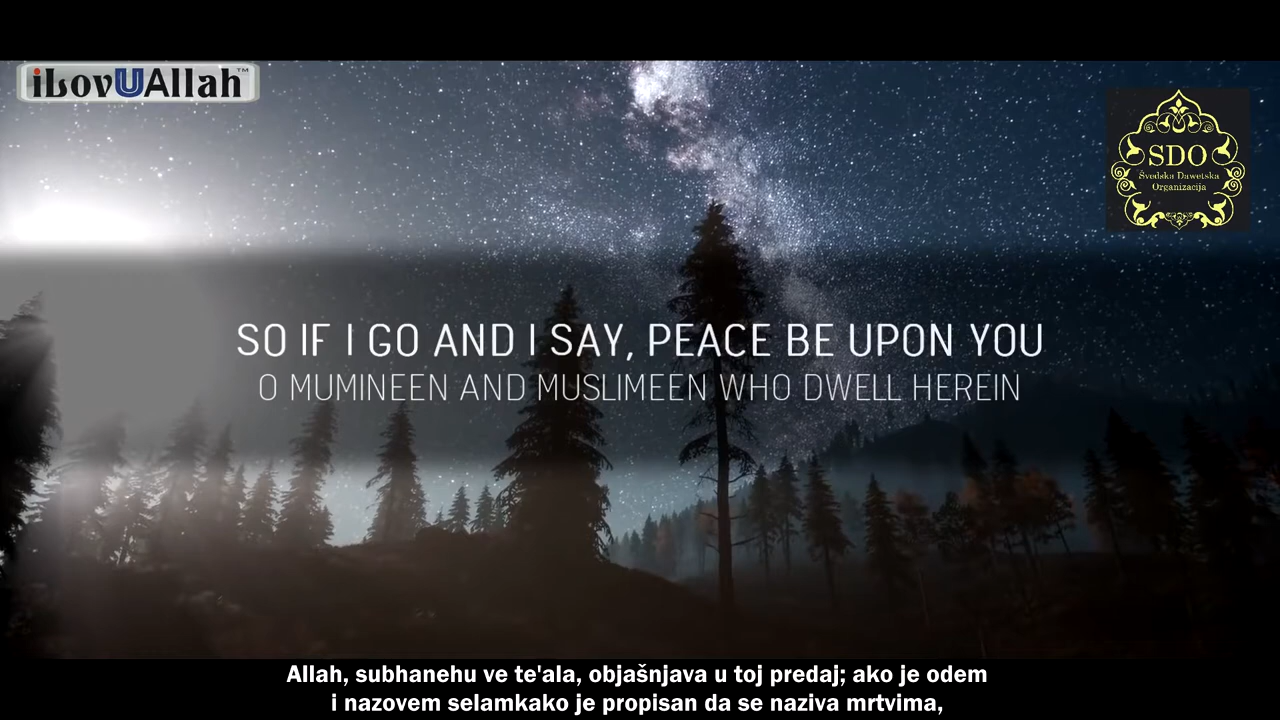 iLovUAllah™
SDO
Švedska Dawetska
Organizacija
SO IF I GO AND I SAY, PEACE BE UPON YOU
O MUMINEEN AND MUSLIMEEN WHO DWELL HEREIN
Allah, subhanehu ve te'ala, objašnjava u toj predaj; ako je odem
i nazovem selamkako je propisan da se naziva mrtvima,